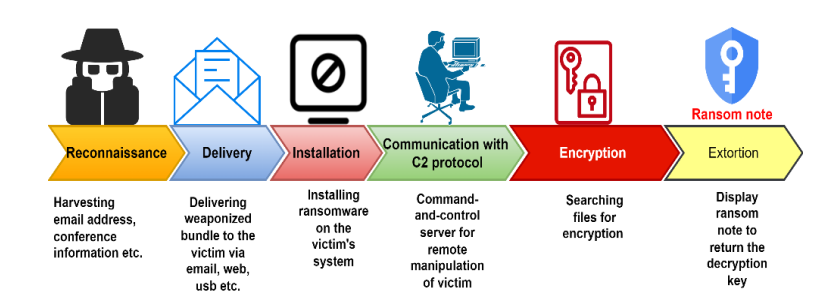 Ransom note
Reconnaissance
Delivery
Installation
Communication with
C2 protocol
Encryption
Extortion
Harvesting
email address,
conference
information etc.
Delivering
weaponized
bundle to the
victim via
email, web,
usb etc.
Installing
ransomware
on the
victim's
system
Command-
and-control
server for
remote
manipulation
of victim
Searching
files for
encryption
Display
ransom
note to
return the
decryption
key